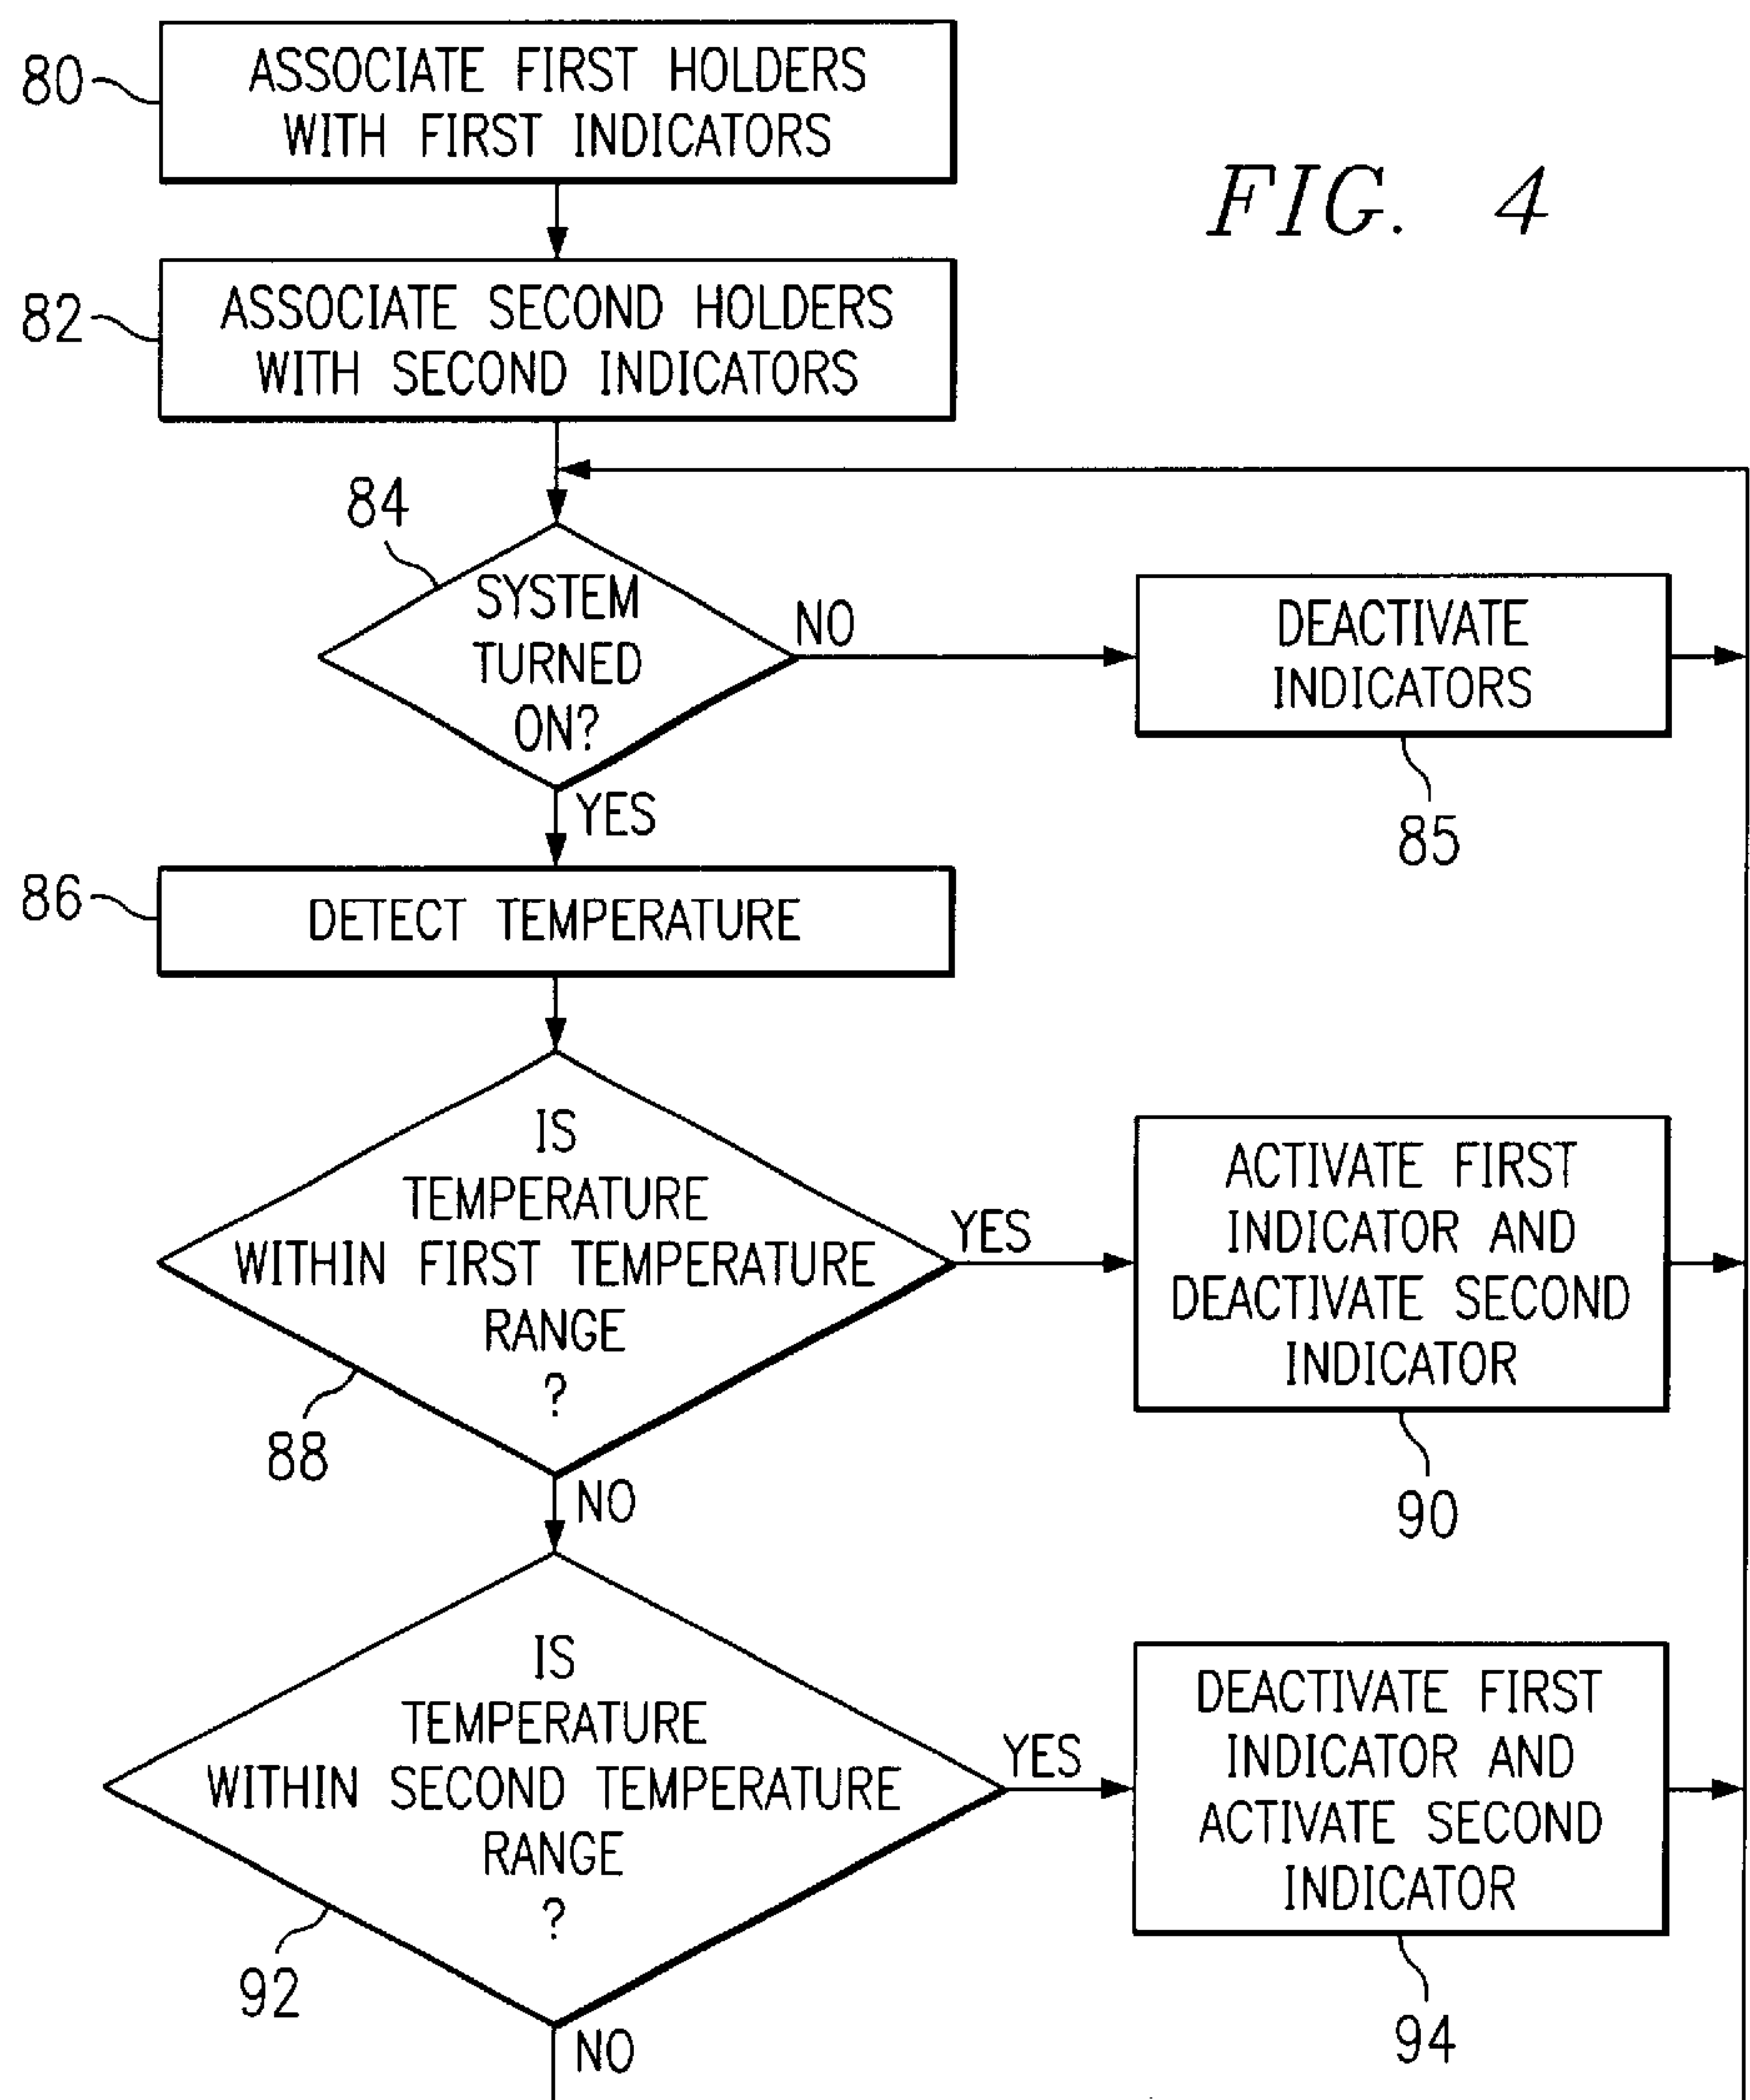 80
ASSOCIATE FIRST HOLDERS
WITH FIRST INDICATORS
FIG. 4
82
ASSOCIATE SECOND HOLDERS
WITH SECOND INDICATORS
84
SYSTEM
TURNED
ON?
NO
DEACTIVATE
INDICATORS
85
YES
86
DETECT TEMPERATURE
IS
TEMPERATURE
WITHIN FIRST TEMPERATURE
RANGE
?
88
YES
ACTIVATE FIRST
INDICATOR AND
DEACTIVATE SECOND
INDICATOR
90
NO
IS
TEMPERATURE
WITHIN SECOND TEMPERATURE
RANGE
?
92
YES
DEACTIVATE FIRST
INDICATOR AND
ACTIVATE SECOND
INDICATOR
94
NO